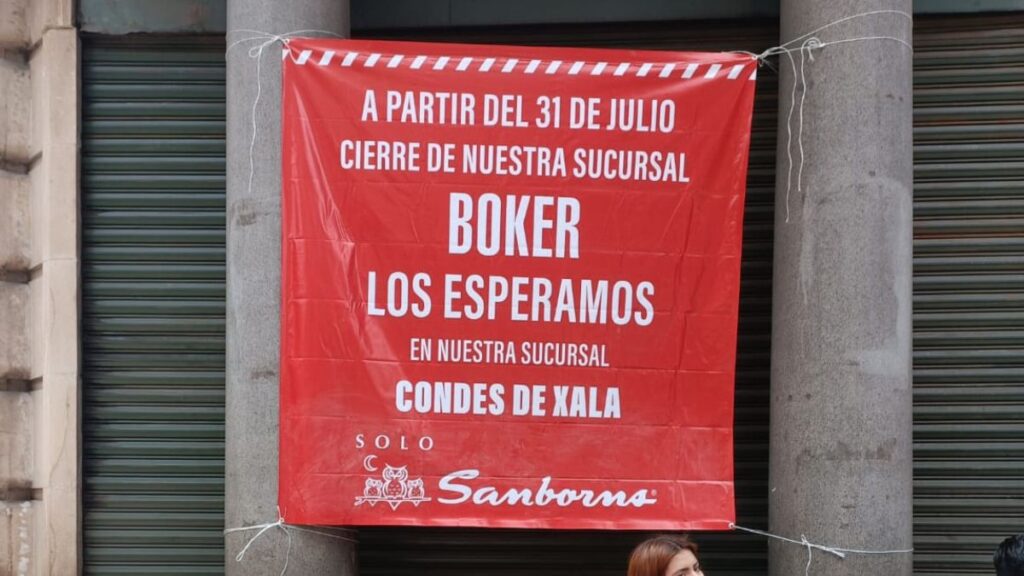 A PARTIR DEL 31 DE JULIO
CIERRE DE NUESTRA SUCURSAL
BOKER
LOS ESPERAMOS
EN NUESTRA SUCURSAL
CONDES DE XALA
SOLO
Sanborns